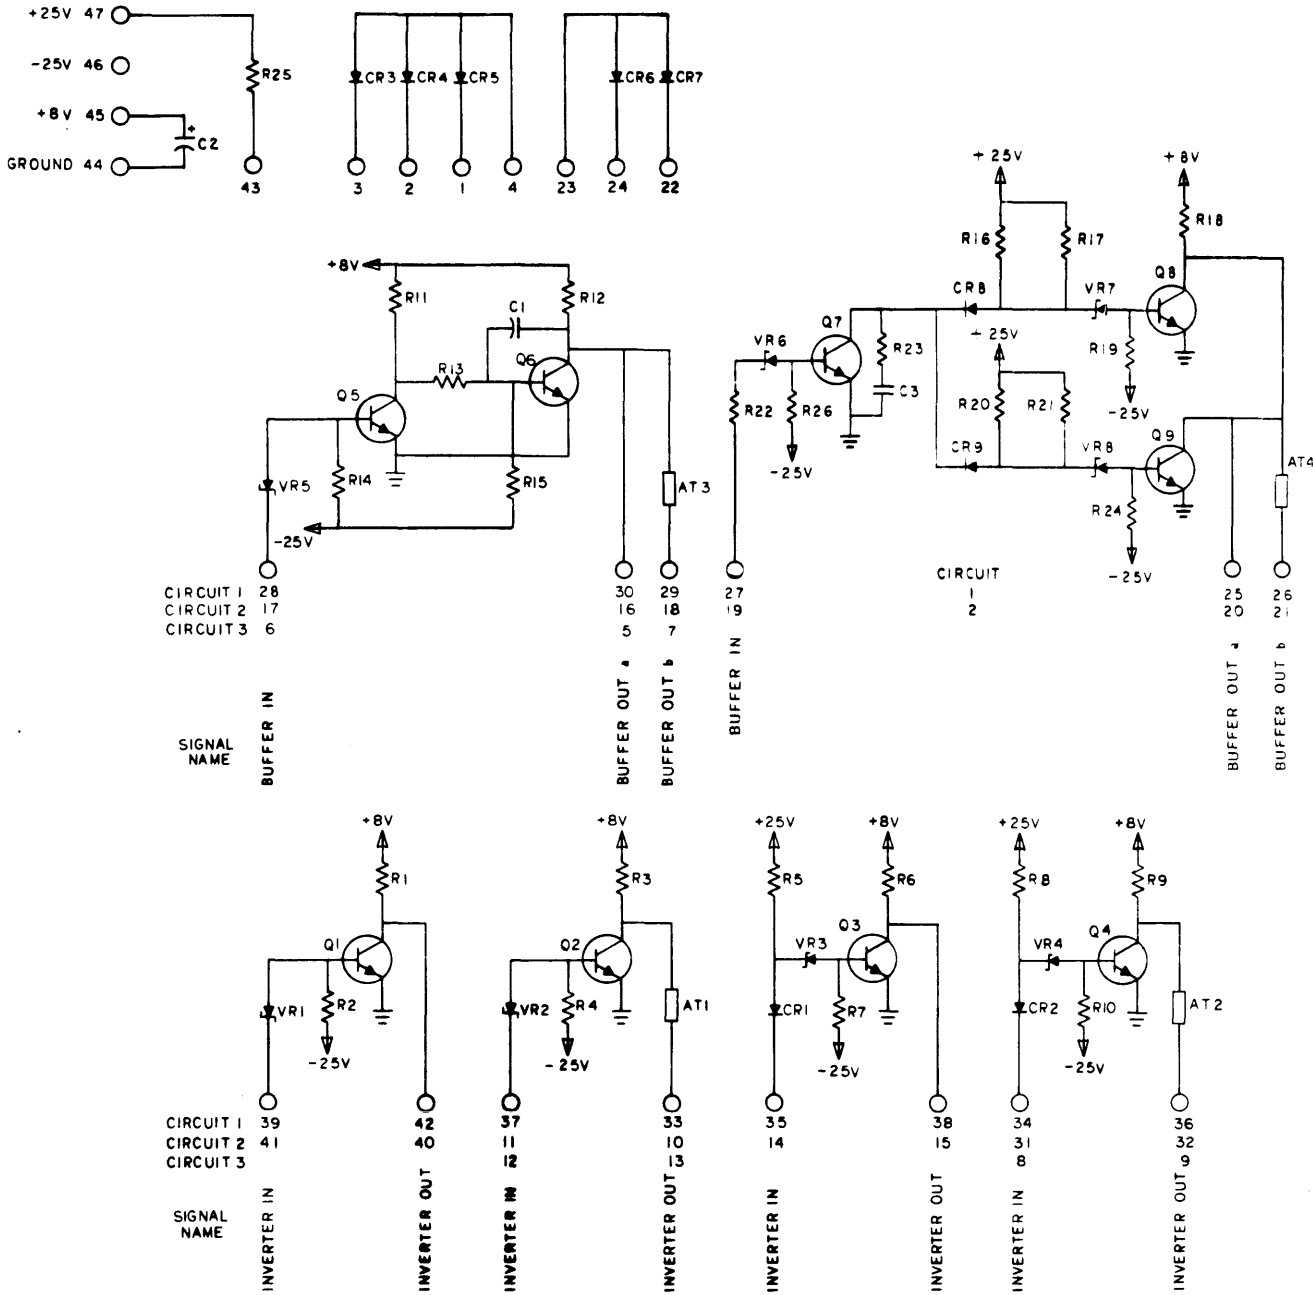 +25V 47
-25V 46
+8V 45
GROUND 44
+
C2
R25
43
CR3 CR4 CR5
3 2 1 4
CR6 CR7
23 24 22
+8V
R11
R12
C1
R13
Q6
Q5
VR5
R14
R15
AT3
-25V
CIRCUIT 1 28 30 29
CIRCUIT 2 17 16 18
CIRCUIT 3 6 5 7
SIGNAL
NAME
BUFFER IN
BUFFER OUT a
BUFFER OUT b
+25V
+8V
R16
R17
R18
CR8
VR7
Q8
VR6
Q7
R23
+25V
R19
-25V
R22
R26
C3
R20
R21
-25V
CR9
VR8
Q9
AT4
R24
-25V
CIRCUIT
27 1 25 26
19 2 20 21
BUFFER IN
BUFFER OUT a
BUFFER OUT b
+8V
R1
Q1
VR1
R2
-25V
+8V
R3
Q2
VR2
R4
AT1
-25V
+25V
+8V
R5
R6
VR3
Q3
CR1
R7
-25V
+25V
+8V
R8
R9
VR4
Q4
CR2
R10
AT2
-25V
CIRCUIT 1 39 42 37 33 35 38 34 36
CIRCUIT 2 41 40 11 10 14 15 31 32
CIRCUIT 3 12 13 8 9
SIGNAL
NAME
INVERTER IN
INVERTER OUT
INVERTER IN
INVERTER OUT
INVERTER IN
INVERTER OUT
INVERTER IN
INVERTER OUT